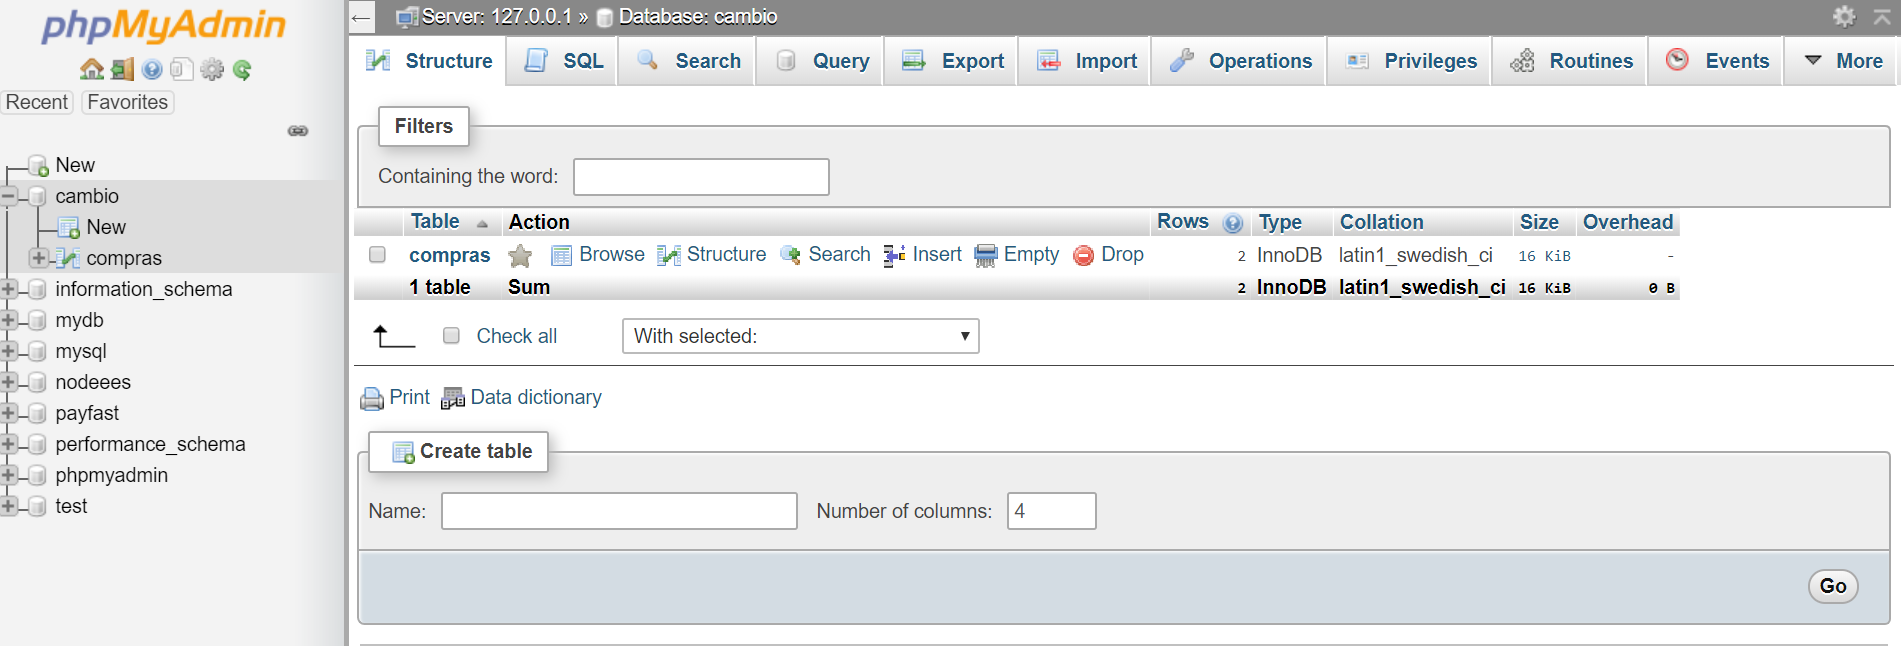 phpMyAdmin
Recent Favorites
New
cambio
New
compras
information_schema
mydb
mysql
nodeees
payfast
performance_schema
phpmyadmin
test
Server: 127.0.0.1 » Database: cambio
Structure SQL Search Query Export Import Operations Privileges Routines Events More
Filters
Containing the word:
Table Action Rows Type Collation Size Overhead
compras Browse Structure Search Insert Empty Drop 2 InnoDB latin1_swedish_ci 16 KiB -
1 table Sum 2 InnoDB latin1_swedish_ci 16 KiB 0 B
Check all With selected:
Print Data dictionary
Create table
Name: Number of columns: 4
Go